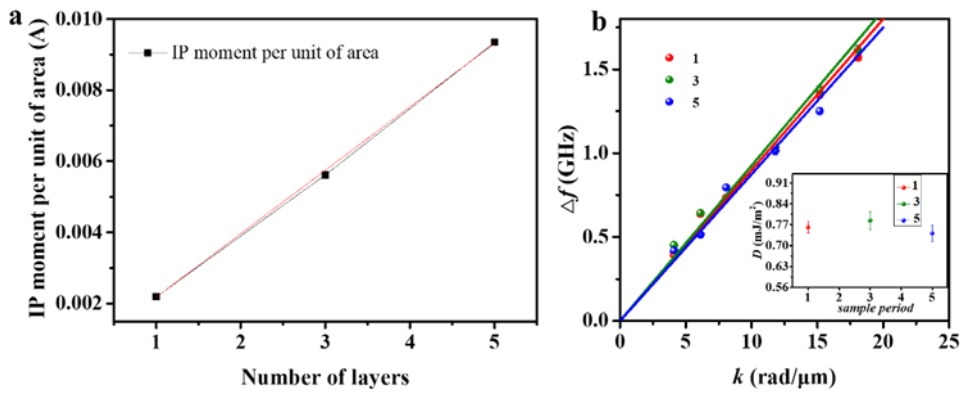 a
0.010
0.008
0.006
0.004
0.002
IP moment per unit of area (A)
IP moment per unit of area
1 2 3 4 5
Number of layers
b
1.5
1.0
0.5
0.0
△f (GHz)
1
3
5
0 5 10 15 20 25
k (rad/μm)
0.91
0.84
0.77
0.70
0.63
0.56
D (mJ/m²)
1
3
5
1 2 3 4 5
sample period